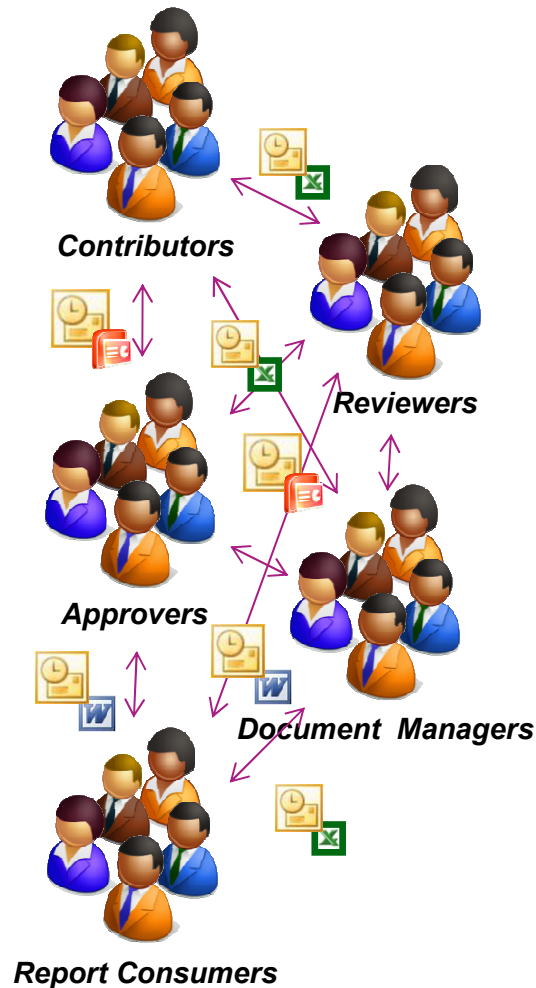 Contributors
Reviewers
Approvers
Document  Managers
Report Consumers